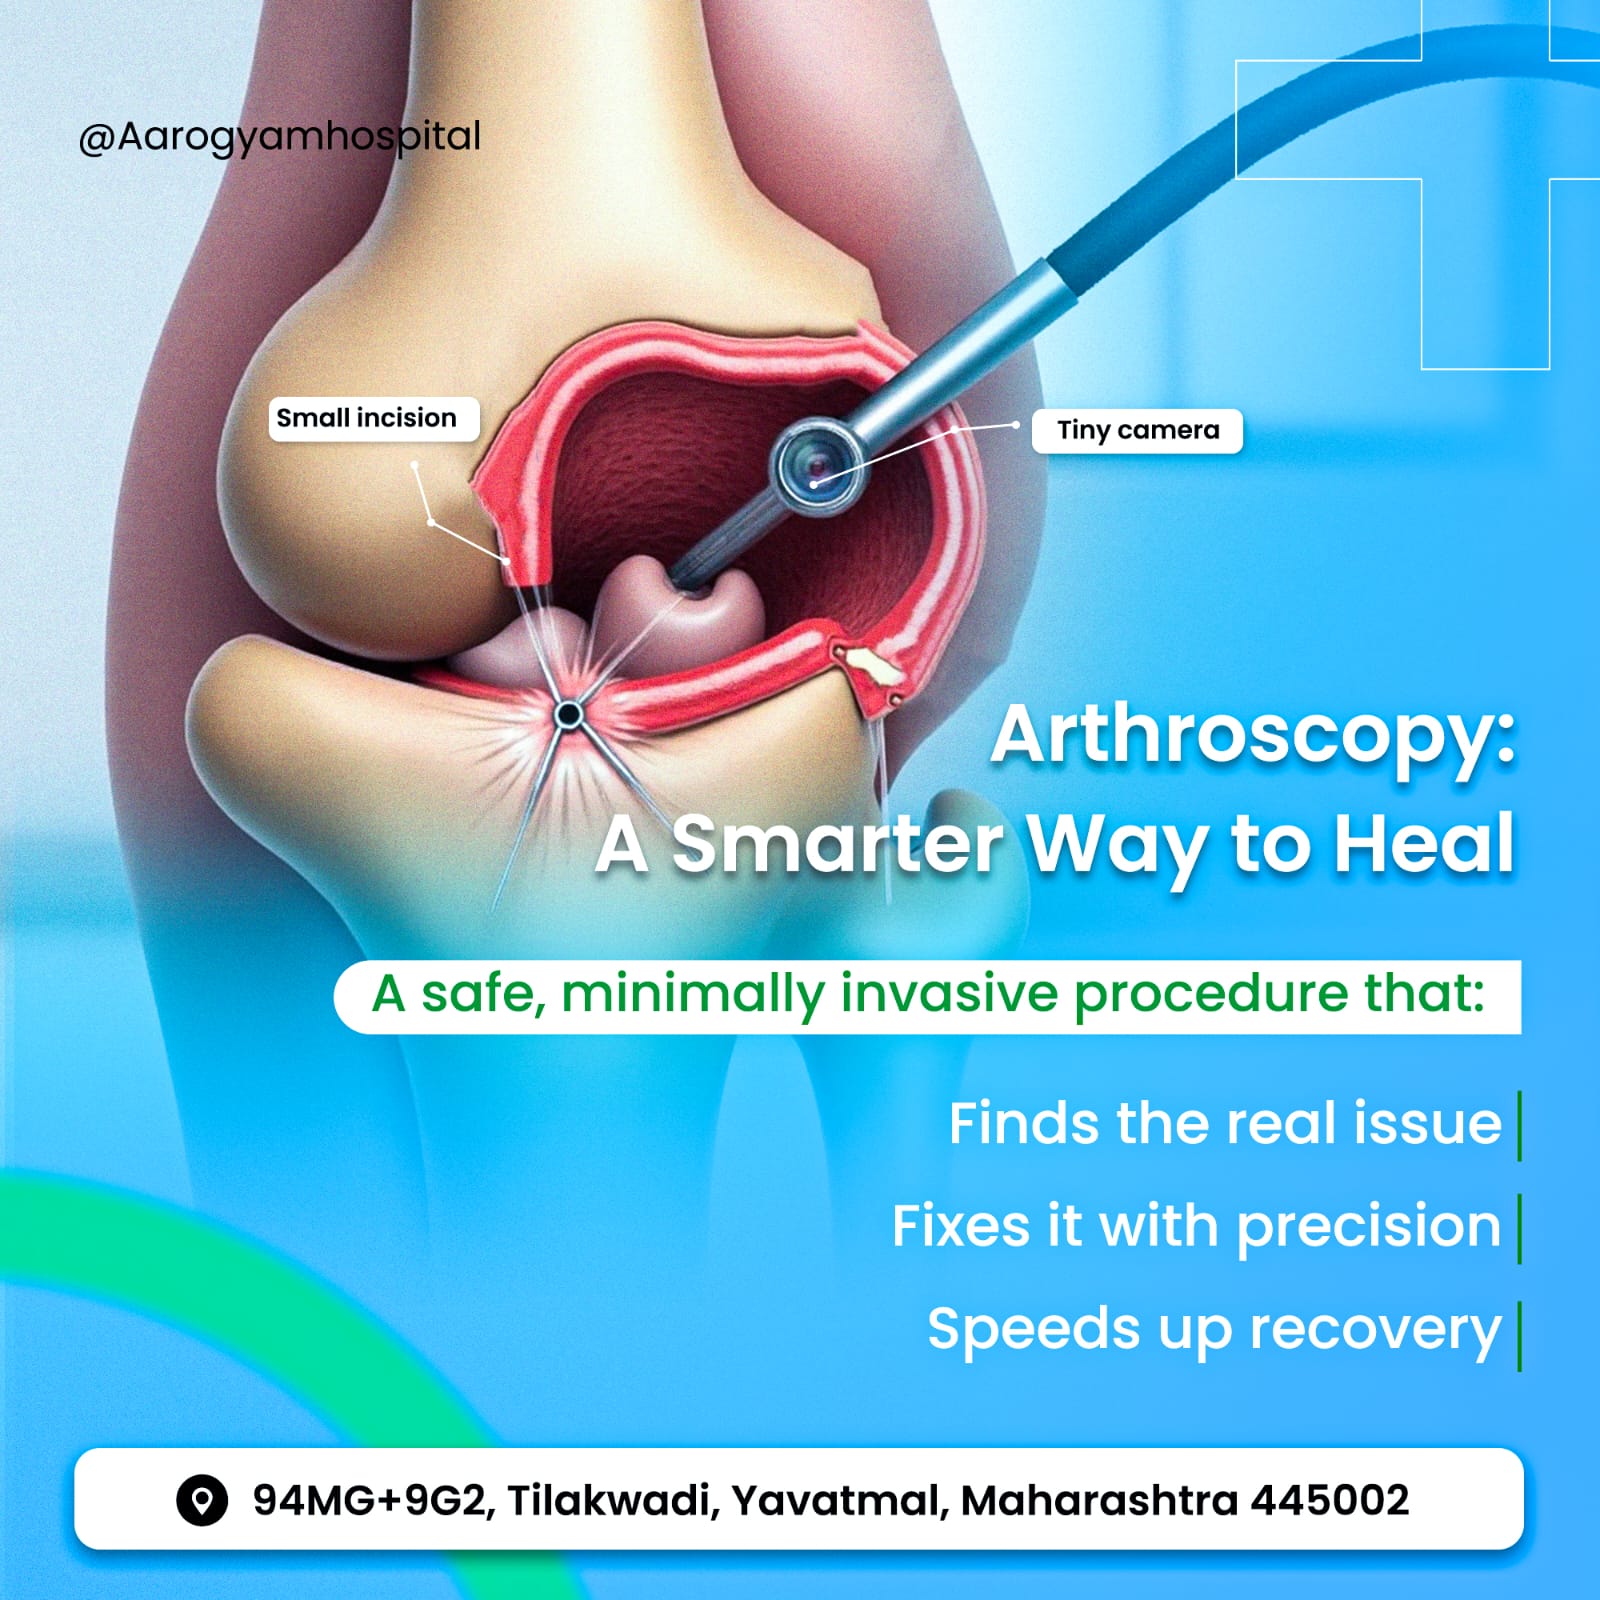 @Aarogyamhospital
Small incision
Tiny camera
Arthroscopy:
A Smarter Way to Heal
A safe, minimally invasive procedure that:
Finds the real issue
Fixes it with precision
Speeds up recovery
94MG+9G2, Tilakwadi, Yavatmal, Maharashtra 445002